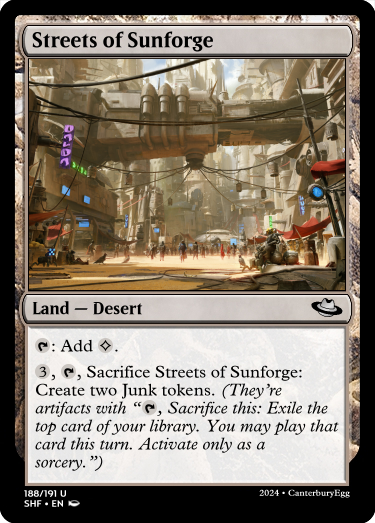 Streets of Sunforge
Land — Desert
: Add .
3, , Sacrifice Streets of Sunforge:
Create two Junk tokens. (They're
artifacts with “, Sacrifice this: Exile the
top card of your library. You may play that
card this turn. Activate only as a
sorcery.”)
188/191 U
SHF • EN
2024 • CanterburyEgg